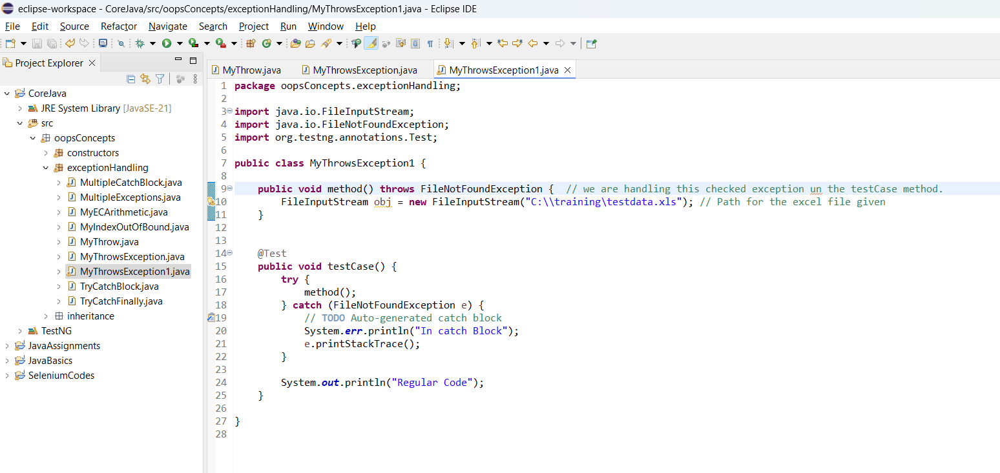 eclipse-workspace - CoreJava/src/oopsConcepts/exceptionHandling/MyThrowsException1.java - Eclipse IDE
File Edit Source Refactor Navigate Search Project Run Window Help
Project Explorer
CoreJava
JRE System Library [JavaSE-21]
src
oopsConcepts
constructors
exceptionHandling
MultipleCatchBlock.java
MultipleExceptions.java
MyECArithmetic.java
MyIndexOutOfBound.java
MyThrow.java
MyThrowsException.java
MyThrowsException1.java
TryCatchBlock.java
TryCatchFinally.java
inheritance
TestNG
JavaAssignments
JavaBasics
SeleniumCodes
MyThrow.java MyThrowsException.java MyThrowsException1.java
1 package oopsConcepts.exceptionHandling;
2
3 import java.io.FileInputStream;
4 import java.io.FileNotFoundException;
5 import org.testng.annotations.Test;
6
7 public class MyThrowsException1 {
8
9 public void method() throws FileNotFoundException { // we are handling this checked exception un the testCase method.
10 FileInputStream obj = new FileInputStream("C:\\training\testdata.xls"); // Path for the excel file given
11 }
12
13
14 @Test
15 public void testCase() {
16 try {
17 method();
18 } catch (FileNotFoundException e) {
19 // TODO Auto-generated catch block
20 System.err.println("In catch Block");
21 e.printStackTrace();
22 }
23
24 System.out.println("Regular Code");
25 }
26
27 }
28